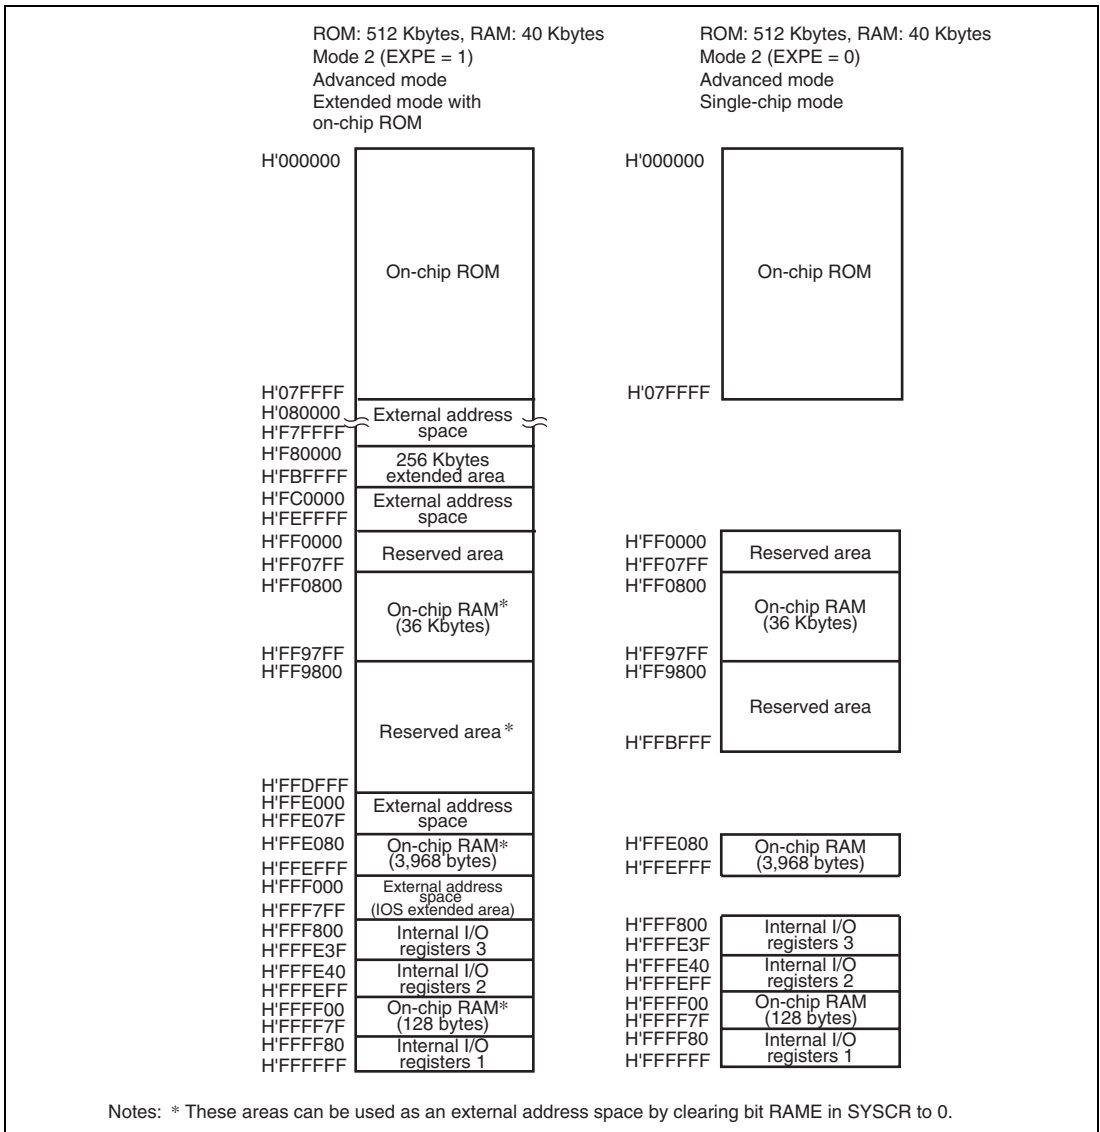 ROM: 512 Kbytes, RAM: 40 Kbytes
Mode 2 (EXPE = 1)
Advanced mode
Extended mode with
on-chip ROM
H'000000
On-chip ROM
H'07FFFF
H'080000
External address
space
H'F7FFFF
H'F80000
256 Kbytes
extended area
H'FBFFFF
H'FC0000
External address
space
H'FEFFFF
H'FF0000
Reserved area
H'FF07FF
H'FF0800
On-chip RAM*
(36 Kbytes)
H'FF97FF
H'FF9800
Reserved area*
H'FFDFFF
H'FFE000
External address
space
H'FFE07F
H'FFE080
On-chip RAM*
(3,968 bytes)
H'FFEFFF
H'FFF000
External address
space
(IOS extended area)
H'FFF7FF
H'FFF800
Internal I/O
registers 3
H'FFFE3F
H'FFFE40
Internal I/O
registers 2
H'FFFEFF
H'FFFF00
On-chip RAM*
(128 bytes)
H'FFFF7F
H'FFFF80
Internal I/O
registers 1
H'FFFFFF
ROM: 512 Kbytes, RAM: 40 Kbytes
Mode 2 (EXPE = 0)
Advanced mode
Single-chip mode
H'000000
On-chip ROM
H'07FFFF
H'FF0000
Reserved area
H'FF07FF
H'FF0800
On-chip RAM
(36 Kbytes)
H'FF97FF
H'FF9800
Reserved area
H'FFBFFF
H'FFE080
On-chip RAM
(3,968 bytes)
H'FFEFFF
H'FFF800
Internal I/O
registers 3
H'FFFE3F
H'FFFE40
Internal I/O
registers 2
H'FFFEFF
H'FFFF00
On-chip RAM
(128 bytes)
H'FFFF7F
H'FFFF80
Internal I/O
registers 1
H'FFFFFF
Notes: * These areas can be used as an external address space by clearing bit RAME in SYSCR to 0.